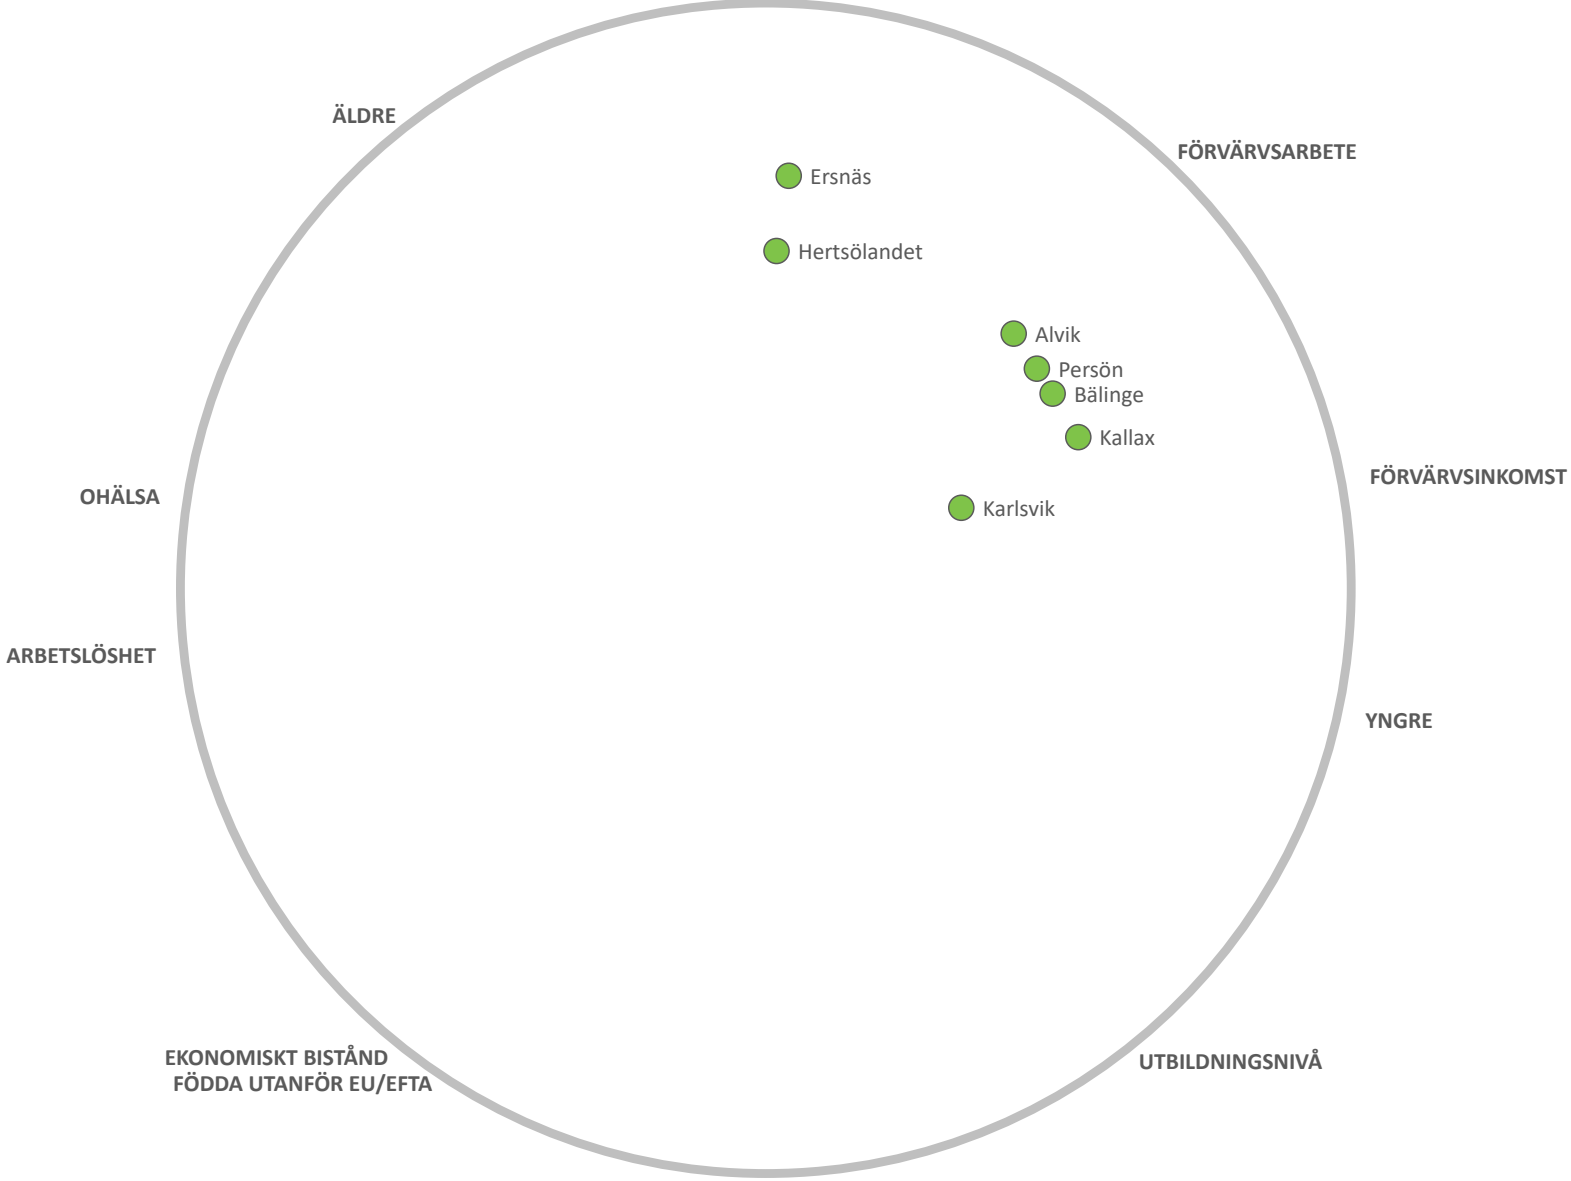 ÄLDRE
FÖRVÄRVSARBETE
Ersnäs
Hertsölandet
Alvik
Persön
Bälinge
Kallax
FÖRVÄRVSINKOMST
OHÄLSA
Karlsvik
ARBETSLÖSHET
YNGRE
EKONOMISKT BISTÅND
FÖDDA UTANFÖR EU/EFTA
UTBILDNINGSNIVÅ